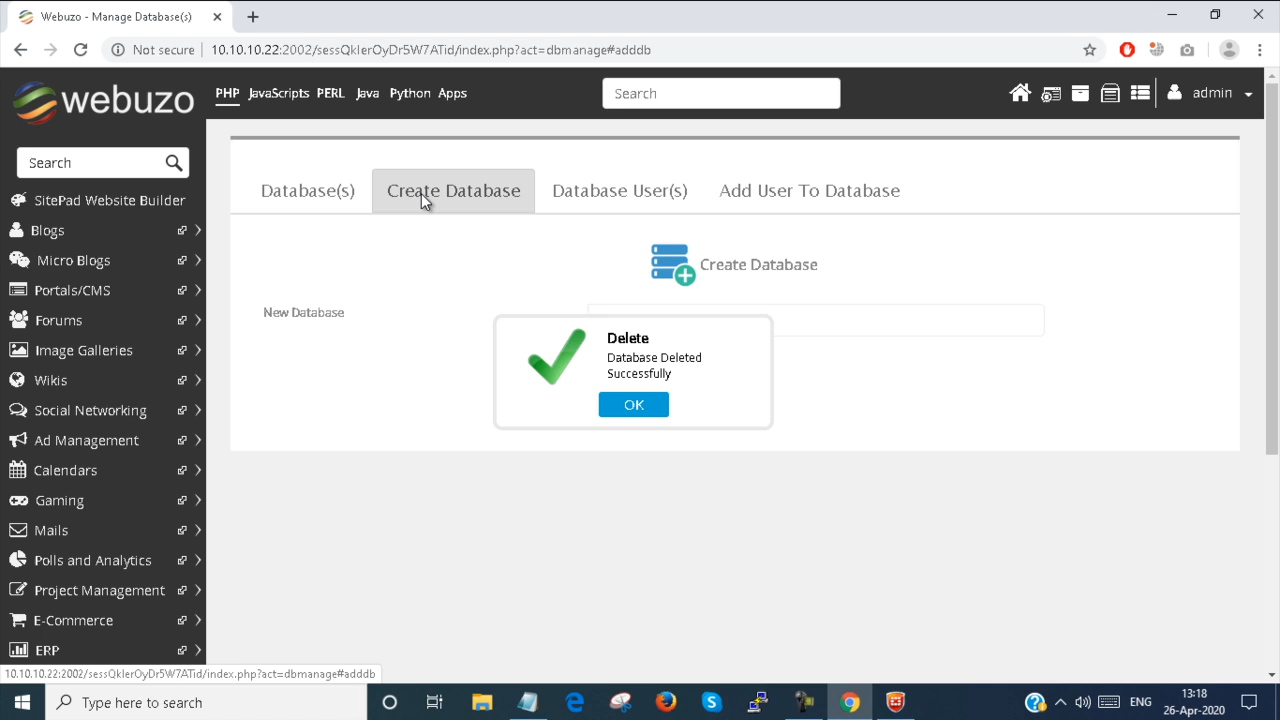 Webuzo - Manage Database(s)
Not secure 10.10.10.22:2002/sessQkIerOyDr5W7ATid/index.php?act=dbmanage#adddb
webuzo PHP JavaScripts PERL Java Python Apps Search admin
Search
SitePad Website Builder
Blogs
Micro Blogs
Portals/CMS
Forums
Image Galleries
Wikis
Social Networking
Ad Management
Calendars
Gaming
Mails
Polls and Analytics
Project Management
E-Commerce
ERP
Database(s) Create Database Database User(s) Add User To Database
Create Database
New Database
Delete
Database Deleted
Successfully
OK
10.10.10.22:2002/sessQkIerOyDr5W7ATid/index.php?act=dbmanage#adddb
Type here to search
ENG
13:18
26-Apr-2020